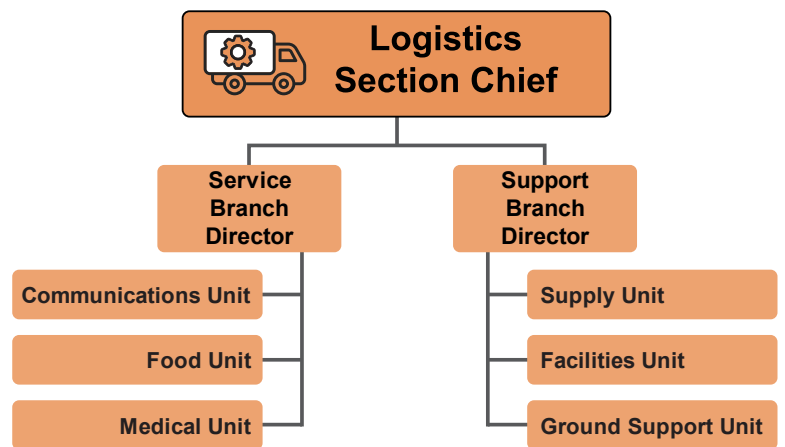 Logistics
Section Chief
Service
Branch
Director
Support
Branch
Director
Communications Unit
Food Unit
Medical Unit
Supply Unit
Facilities Unit
Ground Support Unit